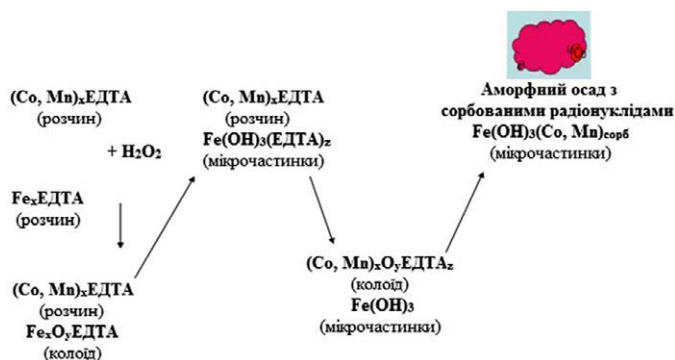 (Co, Mn)ₓЕДТА
(розчин)
+ H₂O₂
FeₓЕДТА
(розчин)
(Co, Mn)ₓЕДТА
(розчин)
FeₓOᵧЕДТА
(колоїд)
(Co, Mn)ₓЕДТА
(розчин)
Fe(OH)₃(ЕДТА)z
(мікрочастинки)
(Co, Mn)ₓOᵧЕДТАz
(колоїд)
Fe(OH)₃
(мікрочастинки)
Аморфний осад з
сорбованими радіонуклідами
Fe(OH)₃(Co, Mn)сорб
(мікрочастинки)